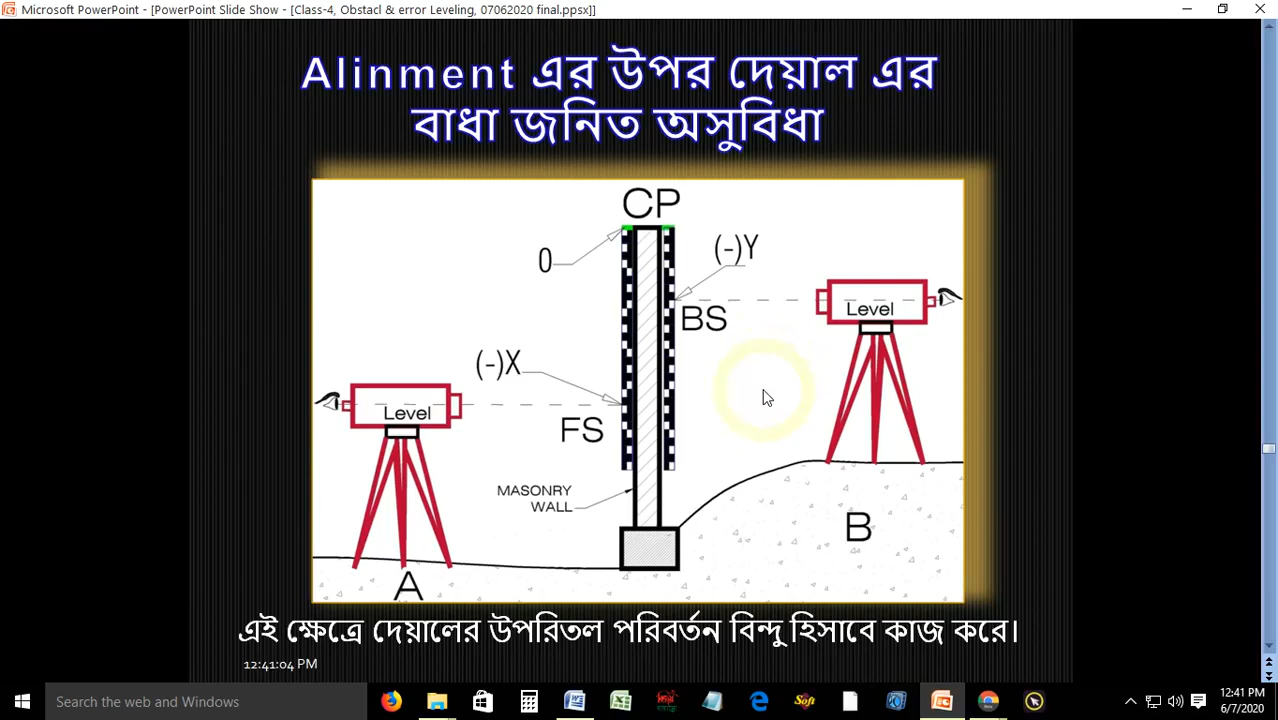 Microsoft PowerPoint - [PowerPoint Slide Show - [Class-4, Obstacl & error Leveling, 07062020 final.ppsx]]
Alinment এর উপর দেয়াল এর
বাধা জনিত অসুবিধা
CP
0
(-)Y
BS
Level
(-)X
Level
FS
MASONRY
WALL
B
A
এই ক্ষেত্রে দেয়ালের উপরিতল পরিবর্তন বিন্দু হিসাবে কাজ করে।
12:41:04 PM
Search the web and Windows
Soft
12:41 PM
6/7/2020